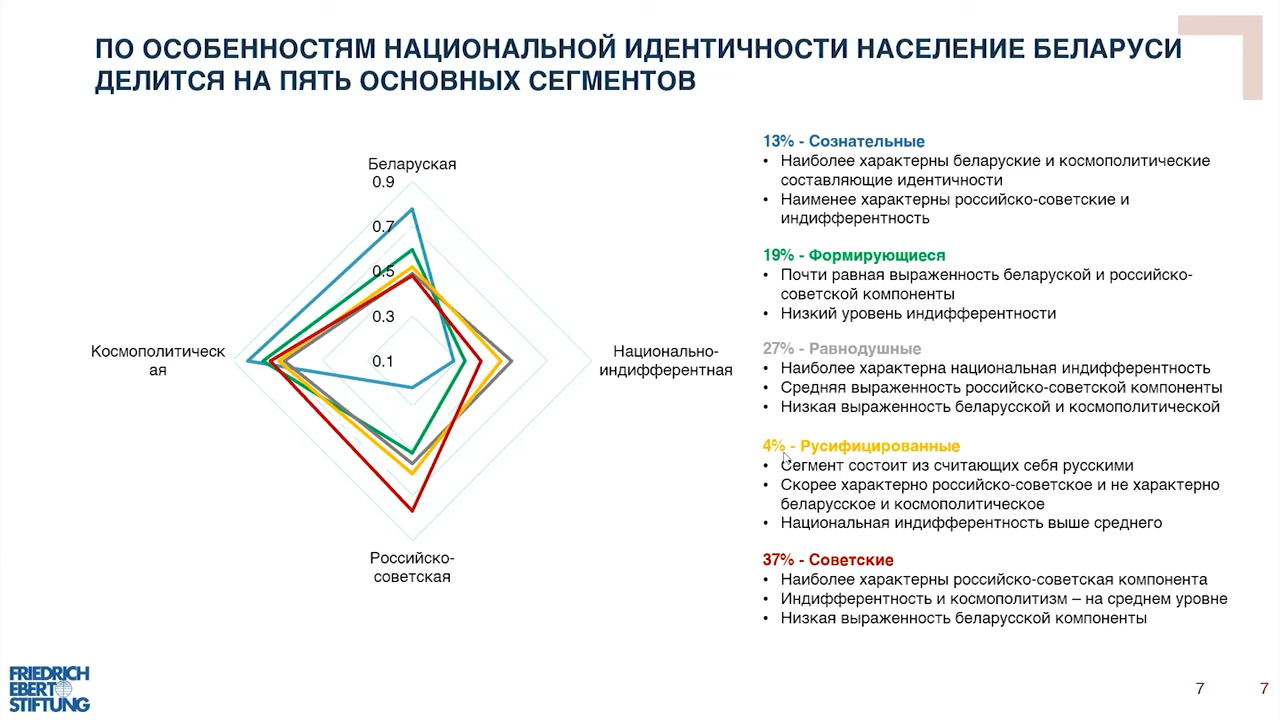 ПО ОСОБЕННОСТЯМ НАЦИОНАЛЬНОЙ ИДЕНТИЧНОСТИ НАСЕЛЕНИЕ БЕЛАРУСИ
ДЕЛИТСЯ НА ПЯТЬ ОСНОВНЫХ СЕГМЕНТОВ
Беларуская
0.9
0.7
0.5
0.3
0.1
Космополитическ
ая
Национально-
индифферентная
Российско-
советская
13% - Сознательные
• Наиболее характерны беларуские и космополитические
составляющие идентичности
• Наименее характерны российско-советские и
индифферентность
19% - Формирующиеся
• Почти равная выраженность беларуской и российско-
советской компоненты
• Низкий уровень индифферентности
27% - Равнодушные
• Наиболее характерна национальная индифферентность
• Средняя выраженность российско-советской компоненты
• Низкая выраженность беларусской и космополитической
4% - Русифицированные
• Сегмент состоит из считающих себя русскими
• Скорее характерно российско-советское и не характерно
беларусское и космополитическое
• Национальная индифферентность выше среднего
37% - Советские
• Наиболее характерны российско-советская компонента
• Индифферентность и космополитизм – на среднем уровне
• Низкая выраженность беларусской компоненты
FRIEDRICH
EBERT
STIFTUNG
7 7